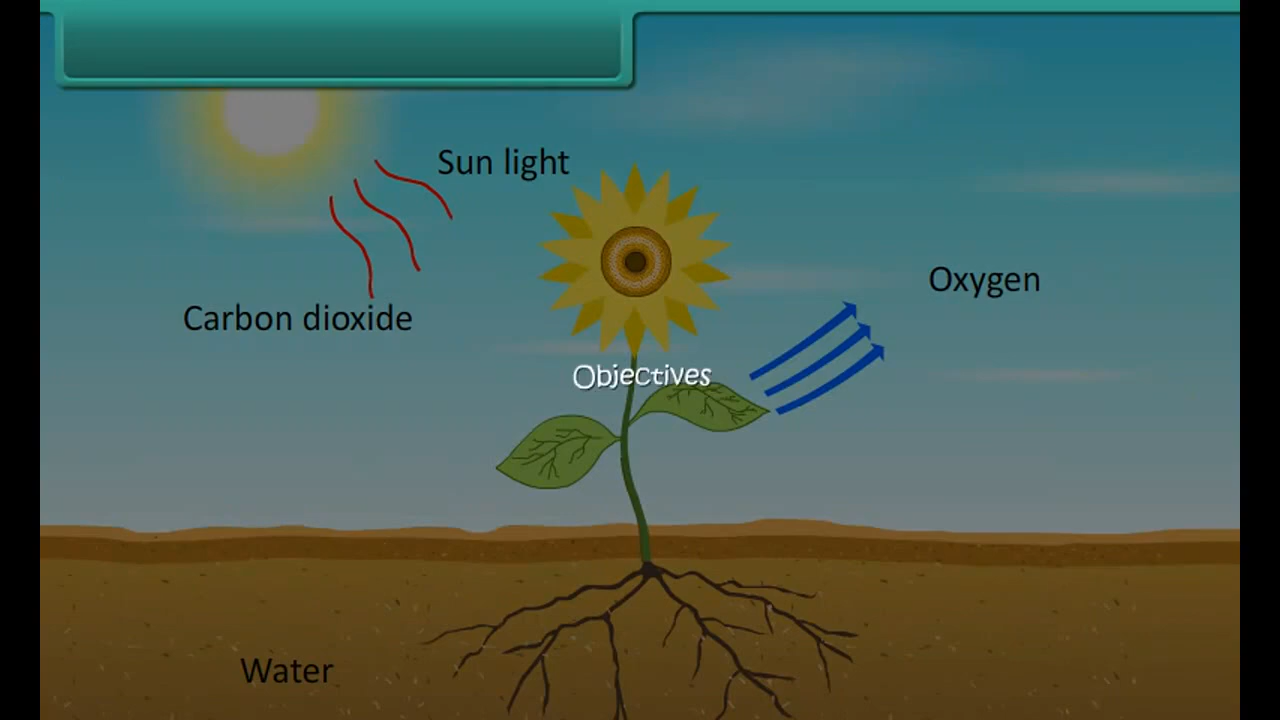 Sun light
Oxygen
Carbon dioxide
Objectives
Water